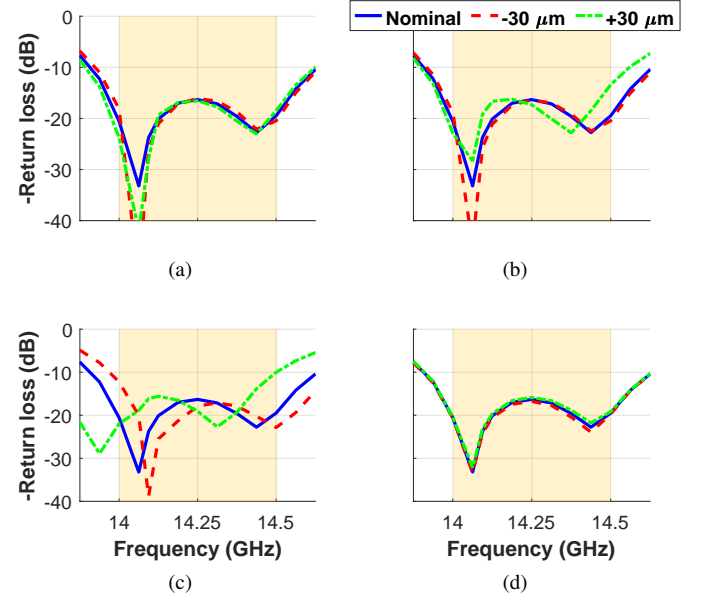 Nominal -30 μm +30 μm
-Return loss (dB)
0
-10
-20
-30
-40
(a)
(b)
-Return loss (dB)
0
-10
-20
-30
-40
14 14.25 14.5
Frequency (GHz)
(c)
14 14.25 14.5
Frequency (GHz)
(d)